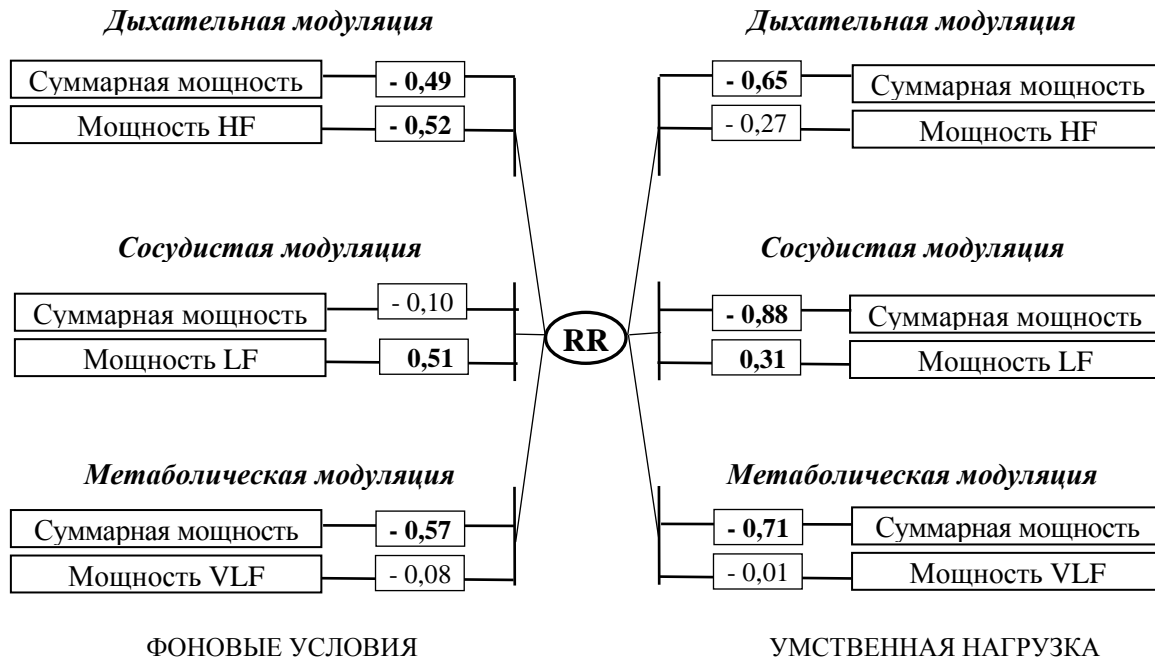 Дыхательная модуляция
Суммарная мощность - 0,49
Мощность HF - 0,52
Сосудистая модуляция
Суммарная мощность - 0,10
Мощность LF 0,51
Метаболическая модуляция
Суммарная мощность - 0,57
Мощность VLF - 0,08
ФОНОВЫЕ УСЛОВИЯ
RR
Дыхательная модуляция
- 0,65 Суммарная мощность
- 0,27 Мощность HF
Сосудистая модуляция
- 0,88 Суммарная мощность
0,31 Мощность LF
Метаболическая модуляция
- 0,71 Суммарная мощность
- 0,01 Мощность VLF
УМСТВЕННАЯ НАГРУЗКА